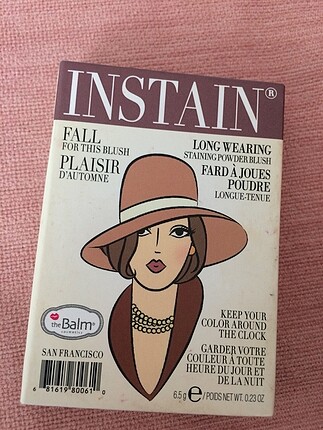 INSTAIN®
FALL
FOR THIS BLUSH
PLAISIR
D'AUTOMNE
LONG WEARING
STAINING POWDER BLUSH
FARD À JOUES
POUDRE
LONGUE-TENUE
theBalm®
cosmetics
SAN FRANCISCO
6 81619 80061 0
KEEP YOUR
COLOR AROUND
THE CLOCK
GARDER VOTRE
COULEUR À TOUTE
HEURE DU JOUR ET
DE LA NUIT
6.5 g e / POIDS NET WT. 0.23 OZ.